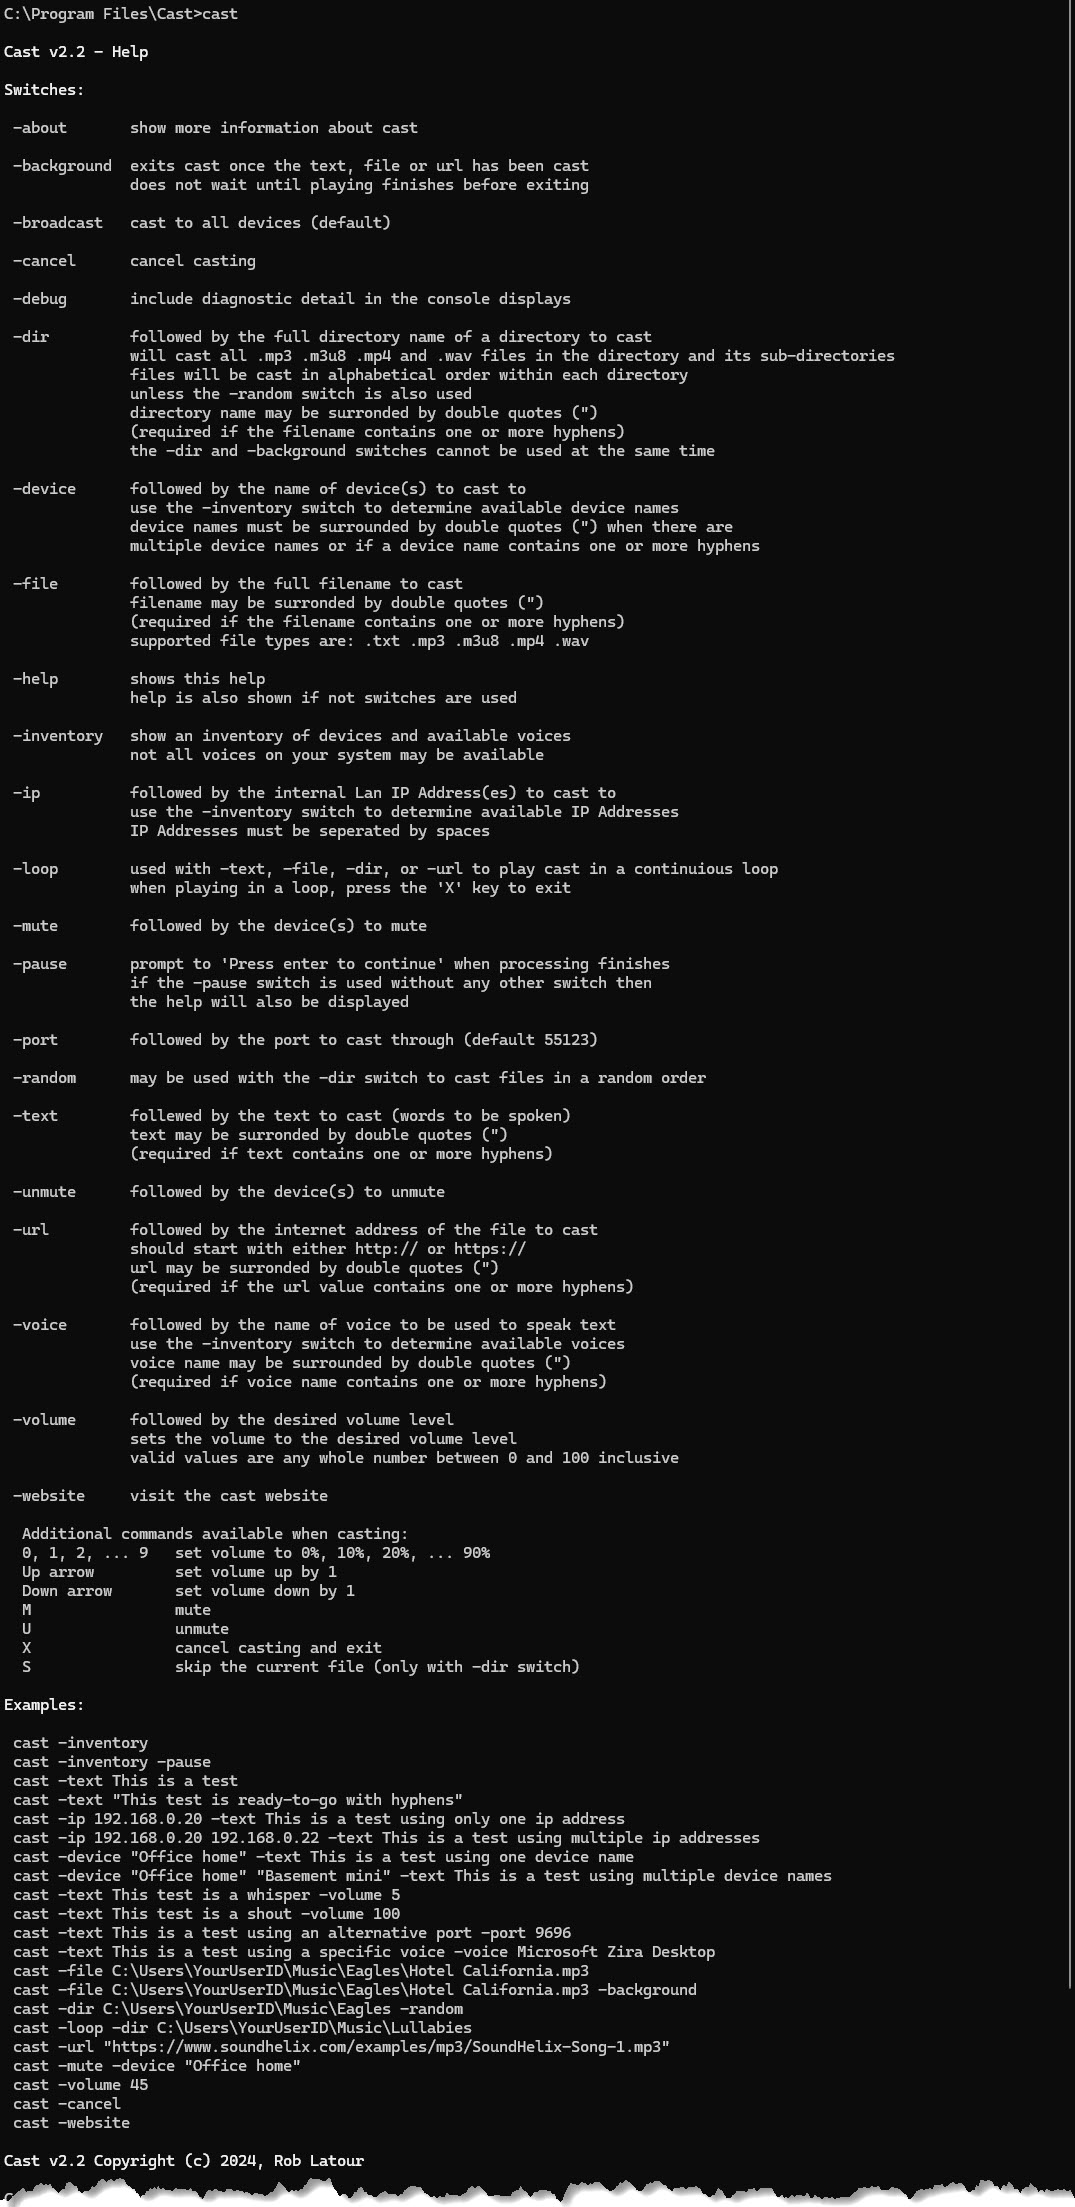 C:\Program Files\Cast>cast
Cast v2.2 - Help
Switches:
-about show more information about cast
-background exits cast once the text, file or url has been cast
does not wait until playing finishes before exiting
-broadcast cast to all devices (default)
-cancel cancel casting
-debug include diagnostic detail in the console displays
-dir followed by the full directory name of a directory to cast
will cast all .mp3 .m3u8 .mp4 and .wav files in the directory and its sub-directories
files will be cast in alphabetical order within each directory
unless the -random switch is also used
directory name may be surronded by double quotes (")
(required if the filename contains one or more hyphens)
the -dir and -background switches cannot be used at the same time
-device followed by the name of device(s) to cast to
use the -inventory switch to determine available device names
device names must be surrounded by double quotes (") when there are
multiple device names or if a device name contains one or more hyphens
-file followed by the full filename to cast
filename may be surronded by double quotes (")
(required if the filename contains one or more hyphens)
supported file types are: .txt .mp3 .m3u8 .mp4 .wav
-help shows this help
help is also shown if not switches are used
-inventory show an inventory of devices and available voices
not all voices on your system may be available
-ip followed by the internal Lan IP Address(es) to cast to
use the -inventory switch to determine available IP Addresses
IP Addresses must be seperated by spaces
-loop used with -text, -file, -dir, or -url to play cast in a continuious loop
when playing in a loop, press the 'X' key to exit
-mute followed by the device(s) to mute
-pause prompt to 'Press enter to continue' when processing finishes
if the -pause switch is used without any other switch then
the help will also be displayed
-port followed by the port to cast through (default 55123)
-random may be used with the -dir switch to cast files in a random order
-text follewed by the text to cast (words to be spoken)
text may be surronded by double quotes (")
(required if text contains one or more hyphens)
-unmute followed by the device(s) to unmute
-url followed by the internet address of the file to cast
should start with either http:// or https://
url may be surronded by double quotes (")
(required if the url value contains one or more hyphens)
-voice followed by the name of voice to be used to speak text
use the -inventory switch to determine available voices
voice name may be surrounded by double quotes (")
(required if voice name contains one or more hyphens)
-volume followed by the desired volume level
sets the volume to the desired volume level
valid values are any whole number between 0 and 100 inclusive
-website visit the cast website
Additional commands available when casting:
0, 1, 2, ... 9 set volume to 0%, 10%, 20%, ... 90%
Up arrow set volume up by 1
Down arrow set volume down by 1
M mute
U unmute
X cancel casting and exit
S skip the current file (only with -dir switch)
Examples:
cast -inventory
cast -inventory -pause
cast -text This is a test
cast -text "This test is ready-to-go with hyphens"
cast -ip 192.168.0.20 -text This is a test using only one ip address
cast -ip 192.168.0.20 192.168.0.22 -text This is a test using multiple ip addresses
cast -device "Office home" -text This is a test using one device name
cast -device "Office home" "Basement mini" -text This is a test using multiple device names
cast -text This test is a whisper -volume 5
cast -text This test is a shout -volume 100
cast -text This is a test using an alternative port -port 9696
cast -text This is a test using a specific voice -voice Microsoft Zira Desktop
cast -file C:\Users\YourUserID\Music\Eagles\Hotel California.mp3
cast -file C:\Users\YourUserID\Music\Eagles\Hotel California.mp3 -background
cast -dir C:\Users\YourUserID\Music\Eagles -random
cast -loop -dir C:\Users\YourUserID\Music\Lullabies
cast -url "https://www.soundhelix.com/examples/mp3/SoundHelix-Song-1.mp3"
cast -mute -device "Office home"
cast -volume 45
cast -cancel
cast -website
Cast v2.2 Copyright (c) 2024, Rob Latour